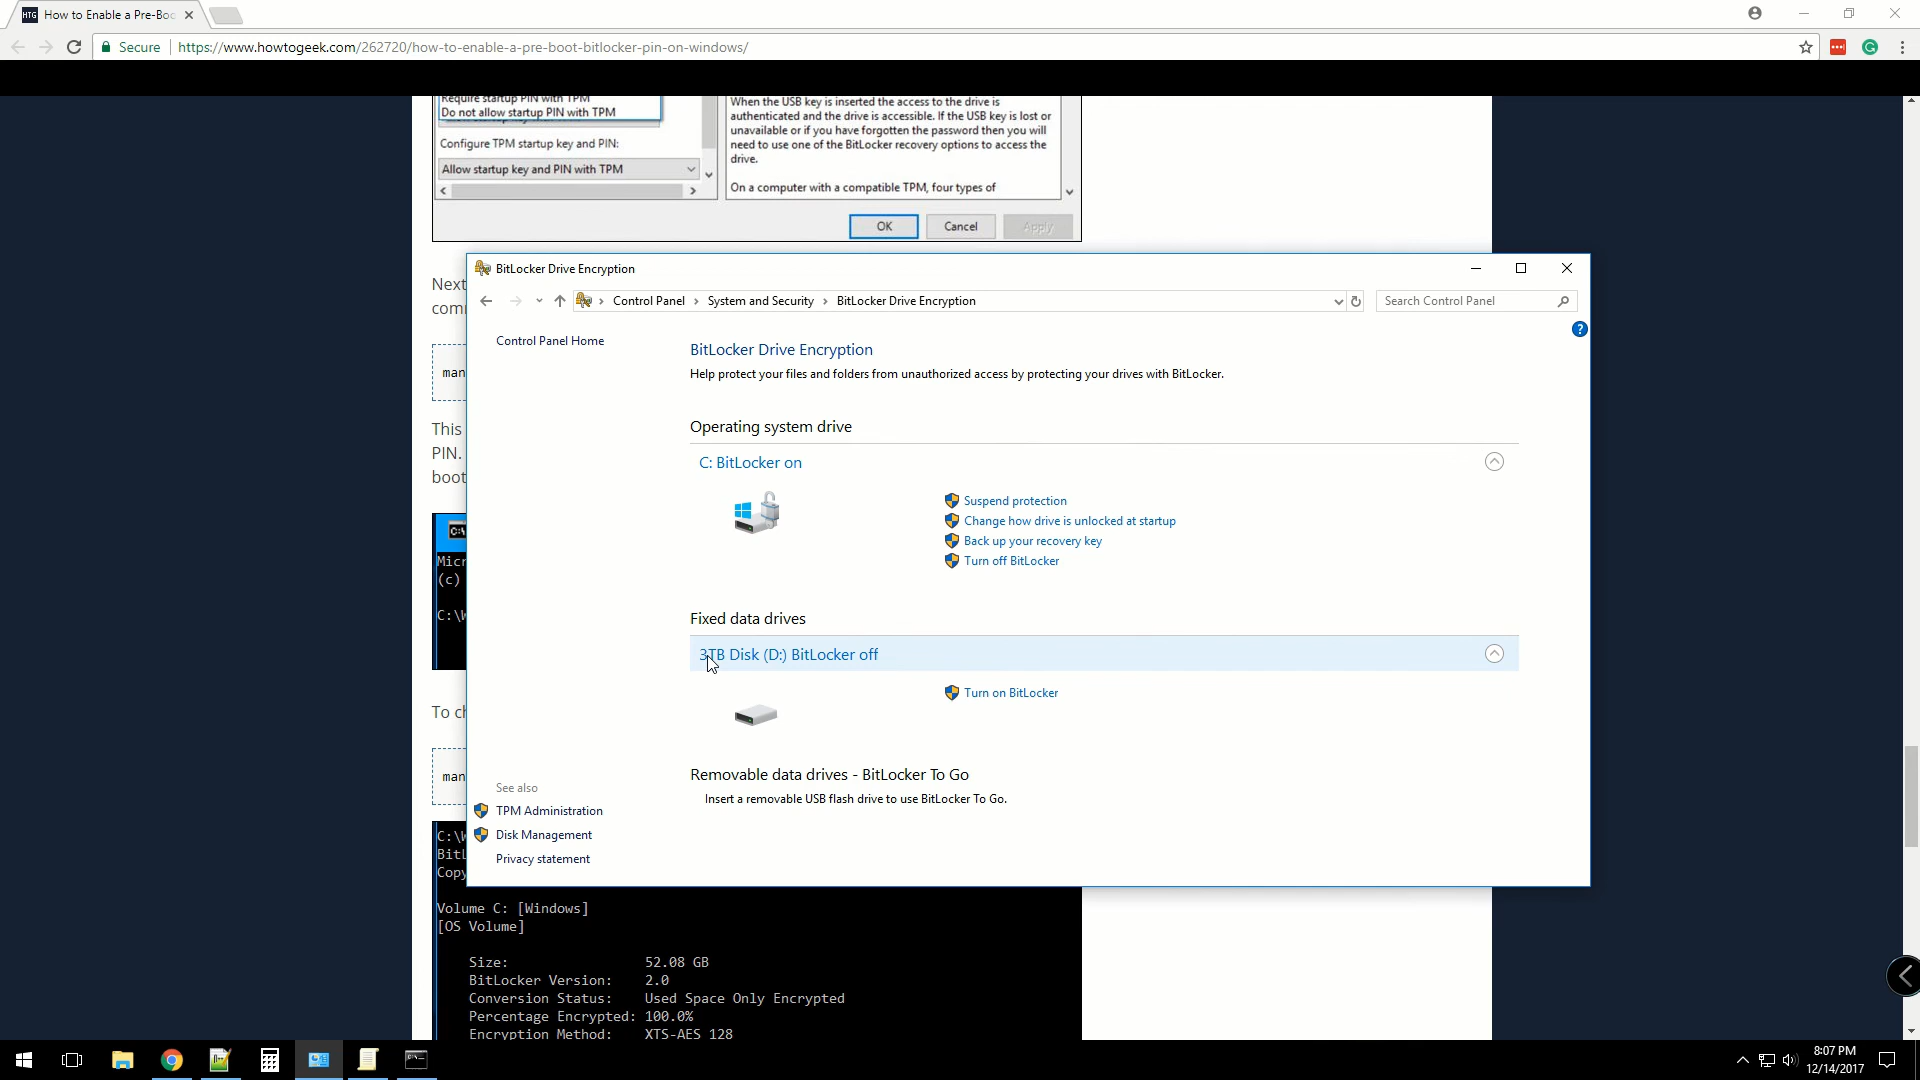 HTG How to Enable a Pre-Boo
Secure https://www.howtogeek.com/262720/how-to-enable-a-pre-boot-bitlocker-pin-on-windows/
Require startup PIN with TPM
Do not allow startup PIN with TPM
Configure TPM startup key and PIN:
Allow startup key and PIN with TPM
When the USB key is inserted the access to the drive is
authenticated and the drive is accessible. If the USB key is lost or
unavailable or if you have forgotten the password then you will
need to use one of the BitLocker recovery options to access the
drive.
On a computer with a compatible TPM, four types of
OK Cancel Apply
Next
com
man
This
PIN.
boot
C:\
Micr
(c)
C:\W
To ch
man
C:\W
BitL
Copy
BitLocker Drive Encryption
Control Panel System and Security BitLocker Drive Encryption
Search Control Panel
?
Control Panel Home
BitLocker Drive Encryption
Help protect your files and folders from unauthorized access by protecting your drives with BitLocker.
Operating system drive
C: BitLocker on
Suspend protection
Change how drive is unlocked at startup
Back up your recovery key
Turn off BitLocker
Fixed data drives
3TB Disk (D:) BitLocker off
Turn on BitLocker
Removable data drives - BitLocker To Go
Insert a removable USB flash drive to use BitLocker To Go.
See also
TPM Administration
Disk Management
Privacy statement
Volume C: [Windows]
[OS Volume]
Size: 52.08 GB
BitLocker Version: 2.0
Conversion Status: Used Space Only Encrypted
Percentage Encrypted: 100.0%
Encryption Method: XTS-AES 128
8:07 PM
12/14/2017